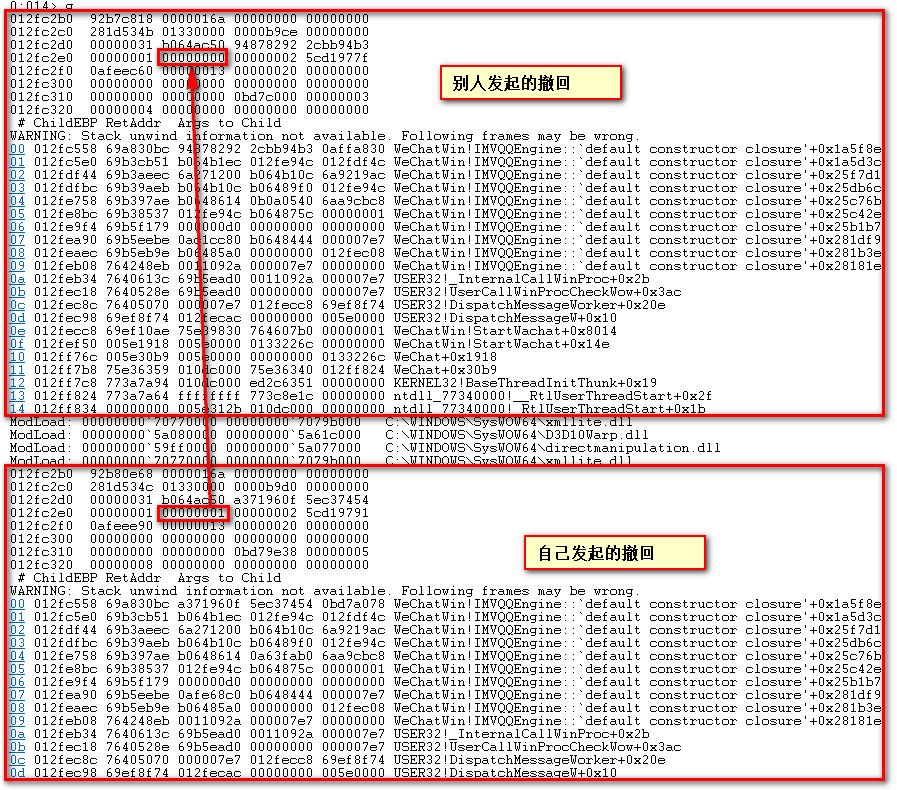 0:014> g
012fc2b0  92b7c818 0000016a 00000000 00000000
012fc2c0  281d534b 01330000 0000b9ce 00000000
012fc2d0  00000031 b064ac50 94878292 2cbb94b3
012fc2e0  00000001 00000000 00000002 5cd1977f
012fc2f0  0afeec60 00000013 00000020 00000000
012fc300  00000000 00000000 00000000 00000000
012fc310  00000000 00000000 0bd7c000 00000003
012fc320  00000004 00000000 00000000 00000000
别人发起的撤回
 # ChildEBP RetAddr  Args to Child
WARNING: Stack unwind information not available. Following frames may be wrong.
00 012fc558 69a830bc 94878292 2cbb94b3 0affa830 WeChatWin!IMVQQEngine::`default constructor closure'+0x1a5f8e
01 012fc5e0 69b3cb51 b064b1ec 012fe94c 012fdf4c WeChatWin!IMVQQEngine::`default constructor closure'+0x1a5d3c
02 012fdf44 69b3aeec 6a271200 b064b10c 6a9219ac WeChatWin!IMVQQEngine::`default constructor closure'+0x25f7d1
03 012fdfbc 69b39aeb b064b10c b06489f0 012fe94c WeChatWin!IMVQQEngine::`default constructor closure'+0x25db6c
04 012fe758 69b397ae b0648614 0b0a0540 6aa9cbc8 WeChatWin!IMVQQEngine::`default constructor closure'+0x25c76b
05 012fe8bc 69b38537 012fe94c b064875c 00000001 WeChatWin!IMVQQEngine::`default constructor closure'+0x25c42e
06 012fe9f4 69b5f179 0000000d 00000000 00000000 WeChatWin!IMVQQEngine::`default constructor closure'+0x25b1b7
07 012fea90 69b5eebe 0ad1cc80 b0648444 000007e7 WeChatWin!IMVQQEngine::`default constructor closure'+0x281df9
08 012feaec 69b5eb9e b06485a0 00000000 012fec08 WeChatWin!IMVQQEngine::`default constructor closure'+0x281b3e
09 012feb08 764248eb 0011092a 000007e7 00000000 WeChatWin!IMVQQEngine::`default constructor closure'+0x28181e
0a 012feb34 7640613c 69b5ead0 0011092a 000007e7 USER32!_InternalCallWinProc+0x2b
0b 012fec18 7640528e 69b5ead0 00000000 000007e7 USER32!UserCallWinProcCheckWow+0x3ac
0c 012fec8c 76405070 000007e7 012fecc8 69ef8f74 USER32!DispatchMessageWorker+0x20e
0d 012fec98 69ef8f74 012fecac 00000000 005e0000 USER32!DispatchMessageW+0x10
0e 012fecc8 69ef10ae 75e39830 764607b0 00000001 WeChatWin!StartWachat+0x8014
0f 012fef50 005e1918 005e0000 0133226c 00000000 WeChatWin!StartWachat+0x14e
10 012ff76c 005e30b9 005e0000 00000000 0133226c WeChat+0x1918
11 012ff7b8 75e36359 010dc000 75e36340 012ff824 WeChat+0x30b9
12 012ff7c8 773a7a94 010dc000 ed2c6351 00000000 KERNEL32!BaseThreadInitThunk+0x19
13 012ff824 773a7a64 ffffffff 773c8e1c 00000000 ntdll_77340000!__RtlUserThreadStart+0x2f
14 012ff834 00000000 005e312b 010dc000 00000000 ntdll_77340000!_RtlUserThreadStart+0x1b
ModLoad: 00000000`70770000 00000000`7079b000   C:\WINDOWS\SysWOW64\xmllite.dll
ModLoad: 00000000`5a080000 00000000`5a61c000   C:\WINDOWS\SysWOW64\D3D10Warp.dll
ModLoad: 00000000`59ff0000 00000000`5a077000   C:\WINDOWS\SysWOW64\directmanipulation.dll
ModLoad: 00000000`70770000 00000000`7079b000   C:\WINDOWS\SysWOW64\xmllite.dll
012fc2b0  92b80e68 0000016a 00000000 00000000
012fc2c0  281d534c 01330000 0000b9d0 00000000
012fc2d0  00000031 b064ac50 a371960f 5ec37454
012fc2e0  00000001 00000001 00000002 5cd19791
012fc2f0  0afeee90 00000013 00000020 00000000
012fc300  00000000 00000000 00000000 00000000
012fc310  00000000 00000000 0bd79e38 00000005
012fc320  00000008 00000000 00000000 00000000
自己发起的撤回
 # ChildEBP RetAddr  Args to Child
WARNING: Stack unwind information not available. Following frames may be wrong.
00 012fc558 69a830bc a371960f 5ec37454 0bd7a078 WeChatWin!IMVQQEngine::`default constructor closure'+0x1a5f8e
01 012fc5e0 69b3cb51 b064b1ec 012fe94c 012fdf4c WeChatWin!IMVQQEngine::`default constructor closure'+0x1a5d3c
02 012fdf44 69b3aeec 6a271200 b064b10c 6a9219ac WeChatWin!IMVQQEngine::`default constructor closure'+0x25f7d1
03 012fdfbc 69b39aeb b064b10c b06489f0 012fe94c WeChatWin!IMVQQEngine::`default constructor closure'+0x25db6c
04 012fe758 69b397ae b0648614 0a63fab0 6aa9cbc8 WeChatWin!IMVQQEngine::`default constructor closure'+0x25c76b
05 012fe8bc 69b38537 012fe94c b064875c 00000001 WeChatWin!IMVQQEngine::`default constructor closure'+0x25c42e
06 012fe9f4 69b5f179 0000000d 00000000 00000000 WeChatWin!IMVQQEngine::`default constructor closure'+0x25b1b7
07 012fea90 69b5eebe 0afe68c0 b0648444 000007e7 WeChatWin!IMVQQEngine::`default constructor closure'+0x281df9
08 012feaec 69b5eb9e b06485a0 00000000 012fec08 WeChatWin!IMVQQEngine::`default constructor closure'+0x281b3e
09 012feb08 764248eb 0011092a 000007e7 00000000 WeChatWin!IMVQQEngine::`default constructor closure'+0x28181e
0a 012feb34 7640613c 69b5ead0 0011092a 000007e7 USER32!_InternalCallWinProc+0x2b
0b 012fec18 7640528e 69b5ead0 00000000 000007e7 USER32!UserCallWinProcCheckWow+0x3ac
0c 012fec8c 76405070 000007e7 012fecc8 69ef8f74 USER32!DispatchMessageWorker+0x20e
0d 012fec98 69ef8f74 012fecac 00000000 005e0000 USER32!DispatchMessageW+0x10